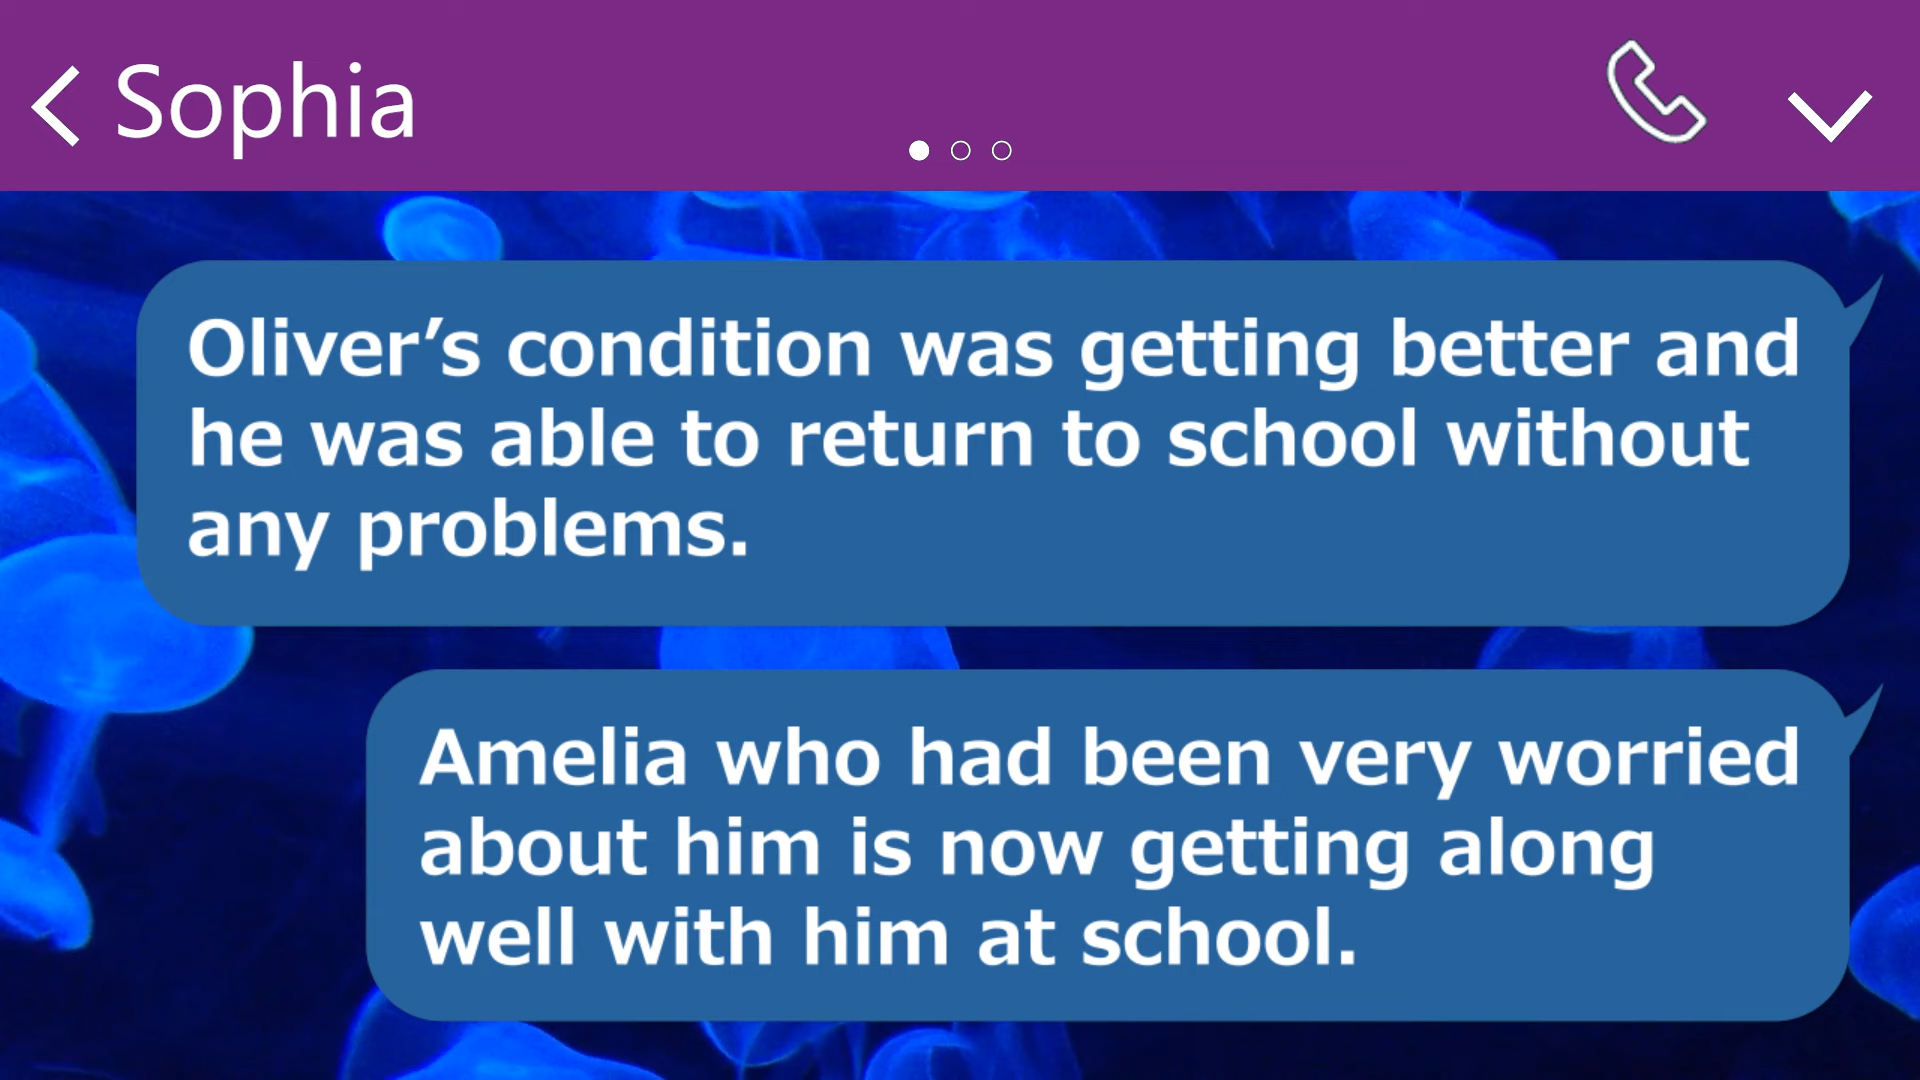 Sophia
Oliver’s condition was getting better and
he was able to return to school without
any problems.
Amelia who had been very worried
about him is now getting along
well with him at school.